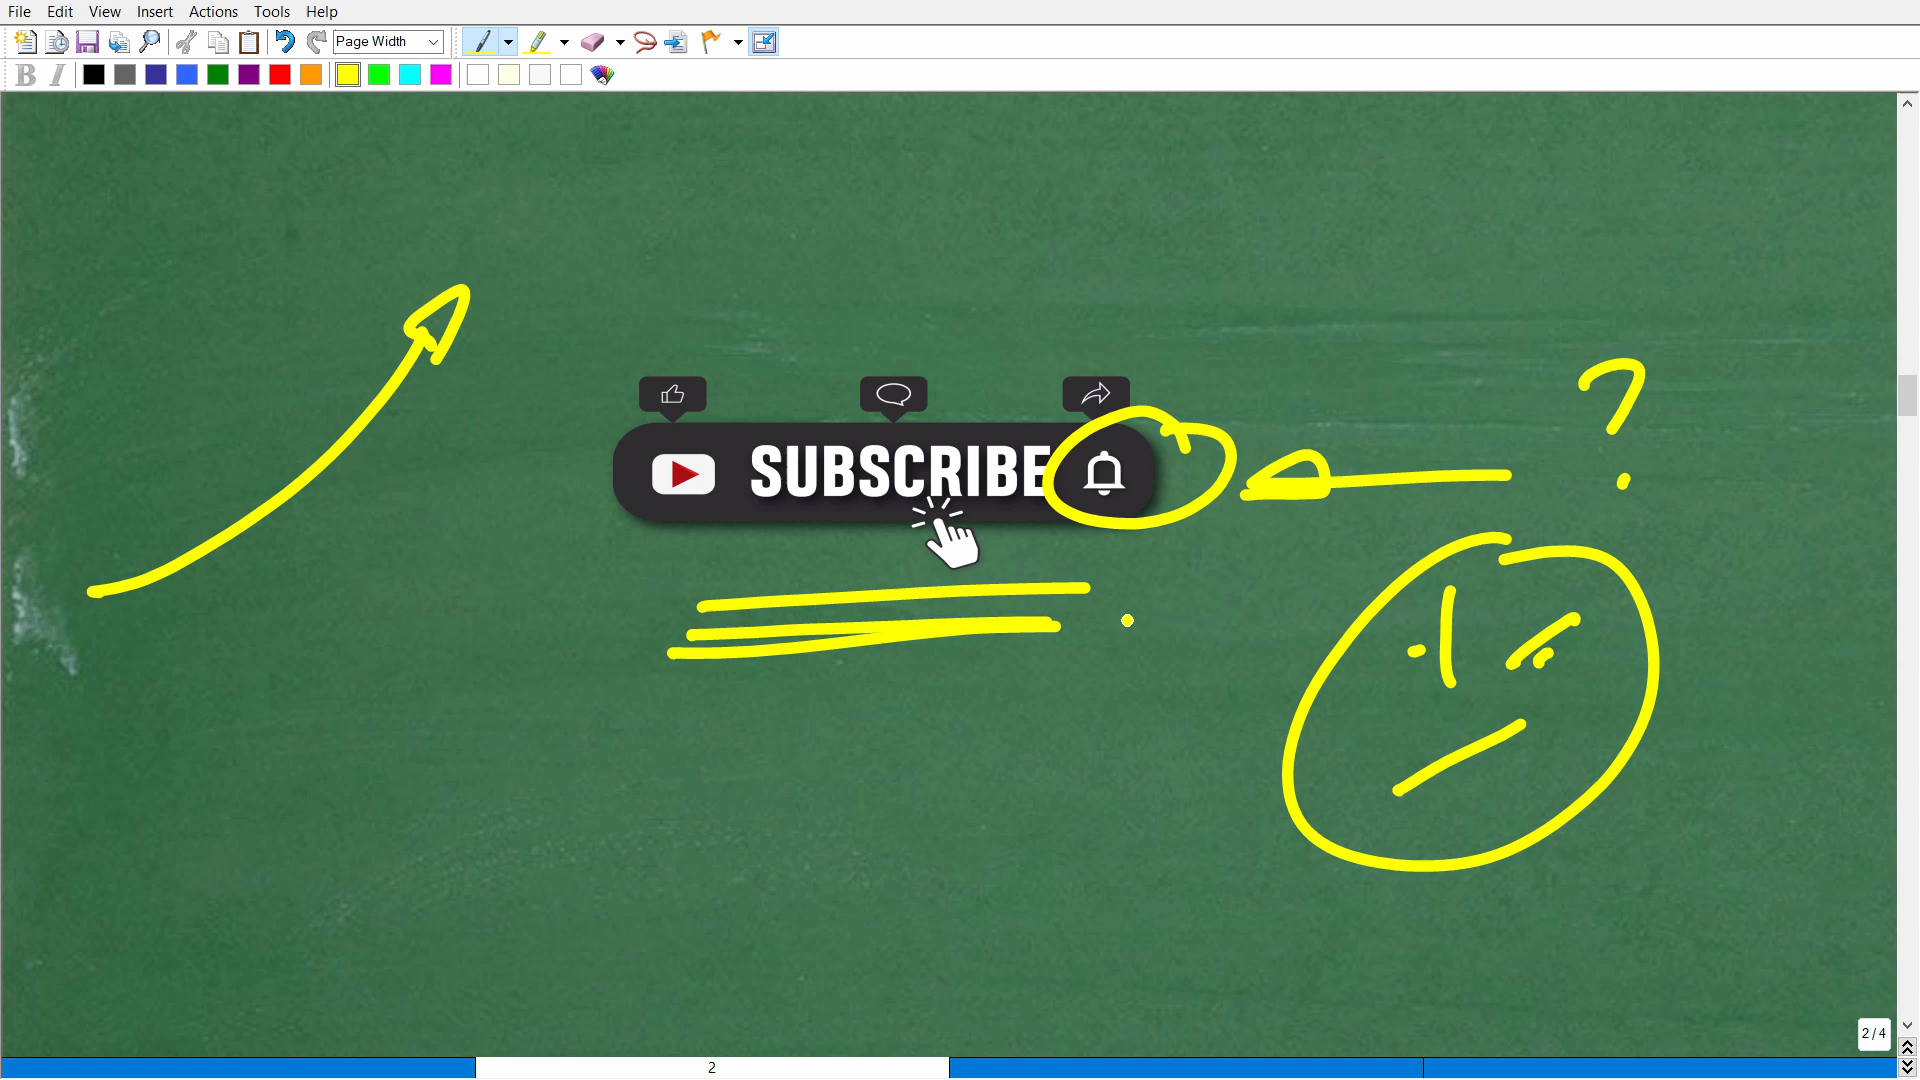 File Edit View Insert Actions Tools Help
Page Width
B I
SUBSCRIBE
?
2 / 4
2